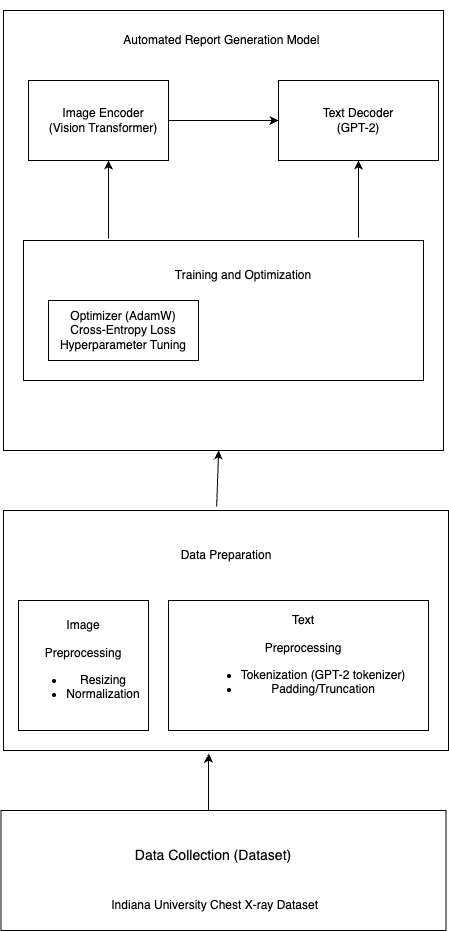 Automated Report Generation Model
Image Encoder
(Vision Transformer)
Text Decoder
(GPT-2)
Training and Optimization
Optimizer (AdamW)
Cross-Entropy Loss
Hyperparameter Tuning
Data Preparation
Image
Preprocessing
• Resizing
• Normalization
Text
Preprocessing
• Tokenization (GPT-2 tokenizer)
• Padding/Truncation
Data Collection (Dataset)
Indiana University Chest X-ray Dataset